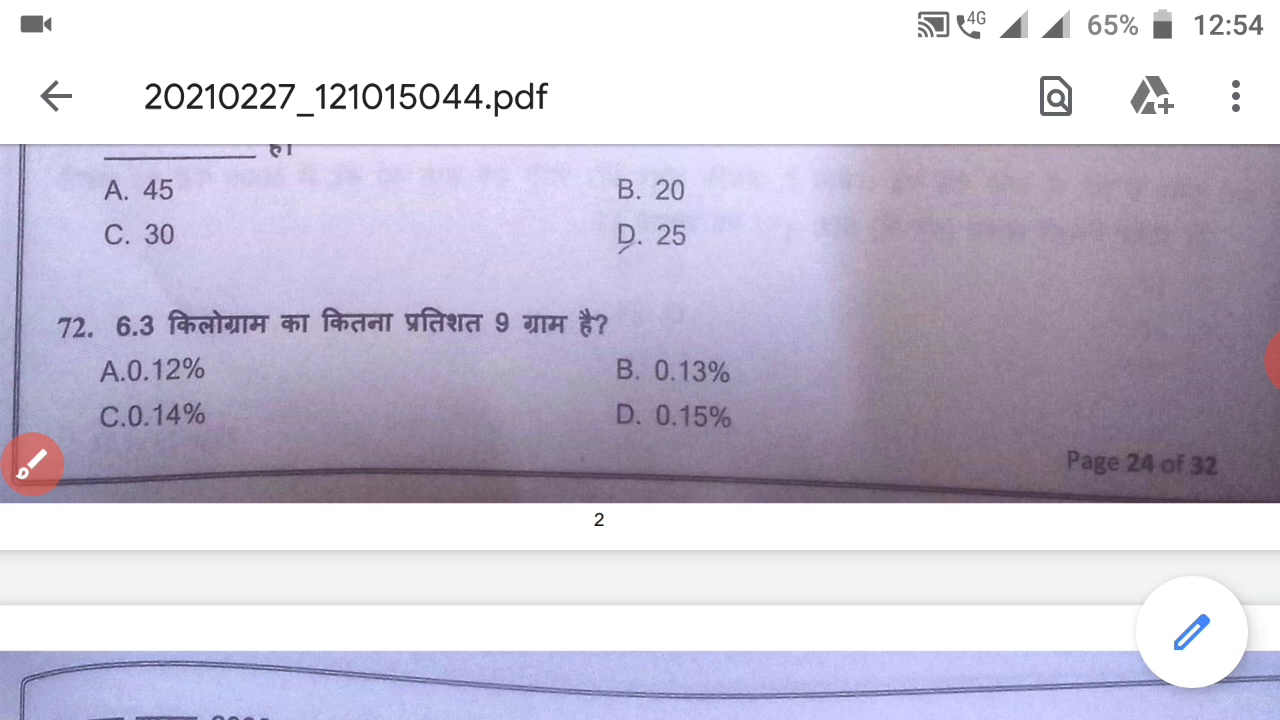 4G 65% 12:54
20210227_121015044.pdf
है।
A. 45 B. 20
C. 30 D. 25
72. 6.3 किलोग्राम का कितना प्रतिशत 9 ग्राम है?
A.0.12% B. 0.13%
C.0.14% D. 0.15%
Page 24 of 32
2